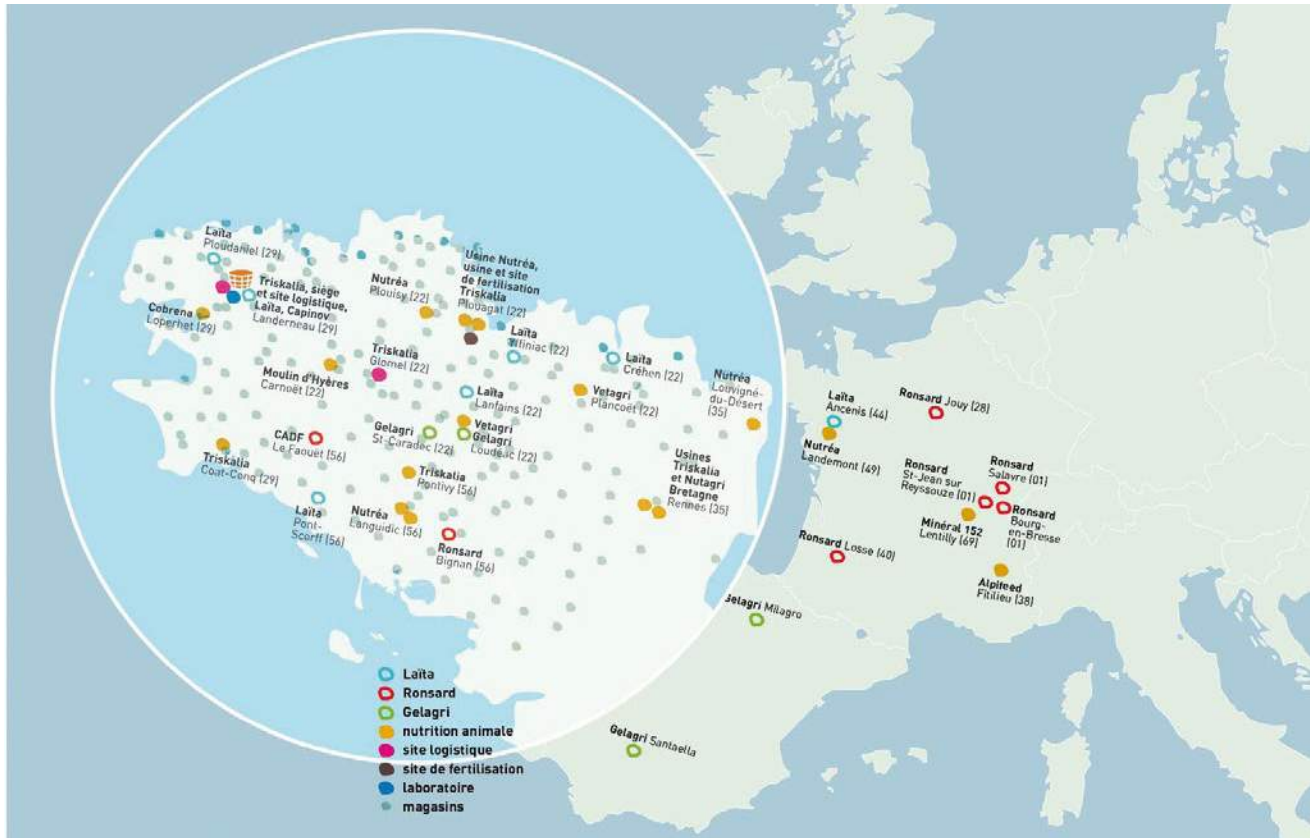 Laïta
Ploudaniel (29)
Triskalia, siège
et site logistique,
Laïta, Capinov
Landerneau (29)
Cobrena
Loperhet (29)
Nutréa
Plouisy (22)
Usine Nutréa,
usine et site
de fertilisation
Triskalia
Plouagat (22)
Laïta
Yffiniac (22)
Laïta
Créhen (22)
Moulin d'Hyères
Carnoët (22)
Triskalia
Glomel (22)
Laïta
Lanfains (22)
Vetagri
Plancoët (22)
Nutréa
Louvigné-
du-Désert
(35)
CADF
Le Faouët (56)
Gelagri
St-Caradec (22)
Vetagri
Gelagri
Loudéac (22)
Triskalia
Coat-Conq (29)
Triskalia
Pontivy (56)
Usines
Triskalia
et Nutagri
Bretagne
Rennes (35)
Laïta
Pont-
Scorff (56)
Nutréa
Languidic (56)
Ronsard
Bignan (56)
Laïta
Ancenis (44)
Nutréa
Landemont (49)
Ronsard Jouy (28)
Ronsard
St-Jean sur
Reyssouze (01)
Ronsard
Salavre (01)
Ronsard
Bourg-
en-Bresse
(01)
Minéral 152
Lentilly (69)
Ronsard Losse (40)
Alpifeed
Fitilieu (38)
Gelagri Milagro
Gelagri Santaella
Laïta
Ronsard
Gelagri
nutrition animale
site logistique
site de fertilisation
laboratoire
magasins